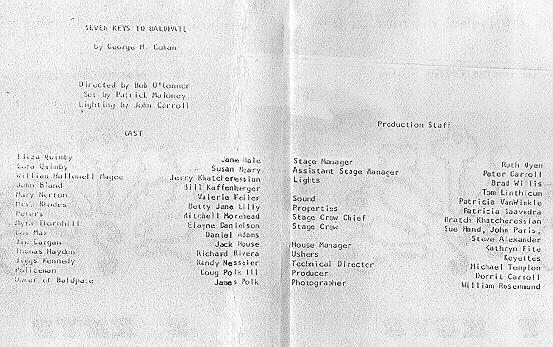 SEVEN KEYS TO BALDPATE
by George M. Cohan
Directed by Bob O'Connor
Set by Patrick Maloney
Lighting by John Carroll
CAST
Eliza Quimby Jane Hale
Cora Quimby Susan Neary
William Hallowell Magee Jerry Khatcheressian
John Bland Bill Kaffenberger
Mary Norton Valerie
Mrs. Rhodes Betty Jane Lilly
Peters Mitchell Morehead
Myra Thornhill Elayne Danielson
Lou Max Daniel Adams
Jim Cargan Jack House
Thomas Hayden Richard Rivera
Jiggs Kennedy Randy
Policeman Doug Polk III
Owner of Baldpate James Polk
Production Staff
Stage Manager Ruth Oyen
Assistant Stage Manager Peter Carroll
Lights Brad Willis
Tom Linthicum
Sound Patricia VanWinkle
Properties Patricia Saavedra
Stage Crew Chief Hratch Khatcheressian
Stage Crew Sue Hand, John Paris,
Steve Alexander
House Manager Kathryn Fite
Ushers Keyettes
Technical Director Michael Templon
Producer Dorrit Carroll
Photographer William Rosenmund